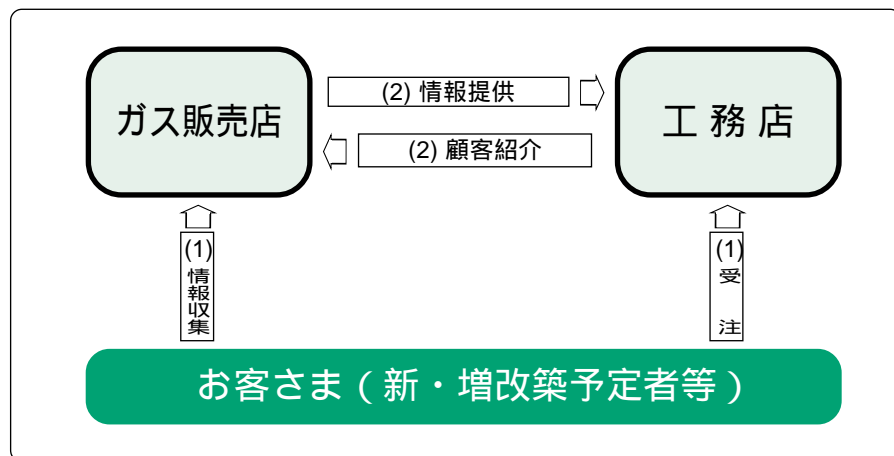 ガス販売店
(2) 情報提供
工 務 店
(2) 顧客紹介
(1)情報収集
(1)受 注
お客さま（新・増改築予定者等）